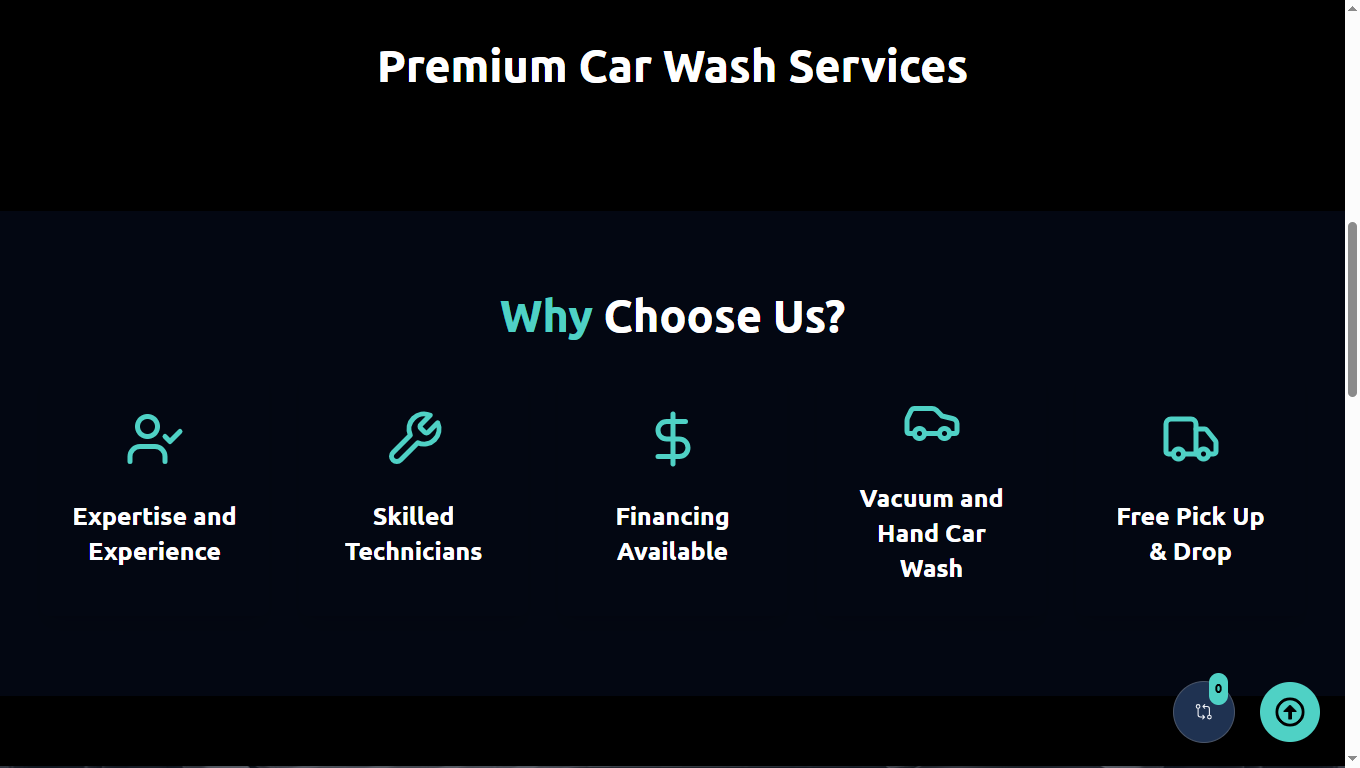 Premium Car Wash Services
Why Choose Us?
Expertise and
Experience
Skilled
Technicians
Financing
Available
Vacuum and
Hand Car
Wash
Free Pick Up
& Drop
0